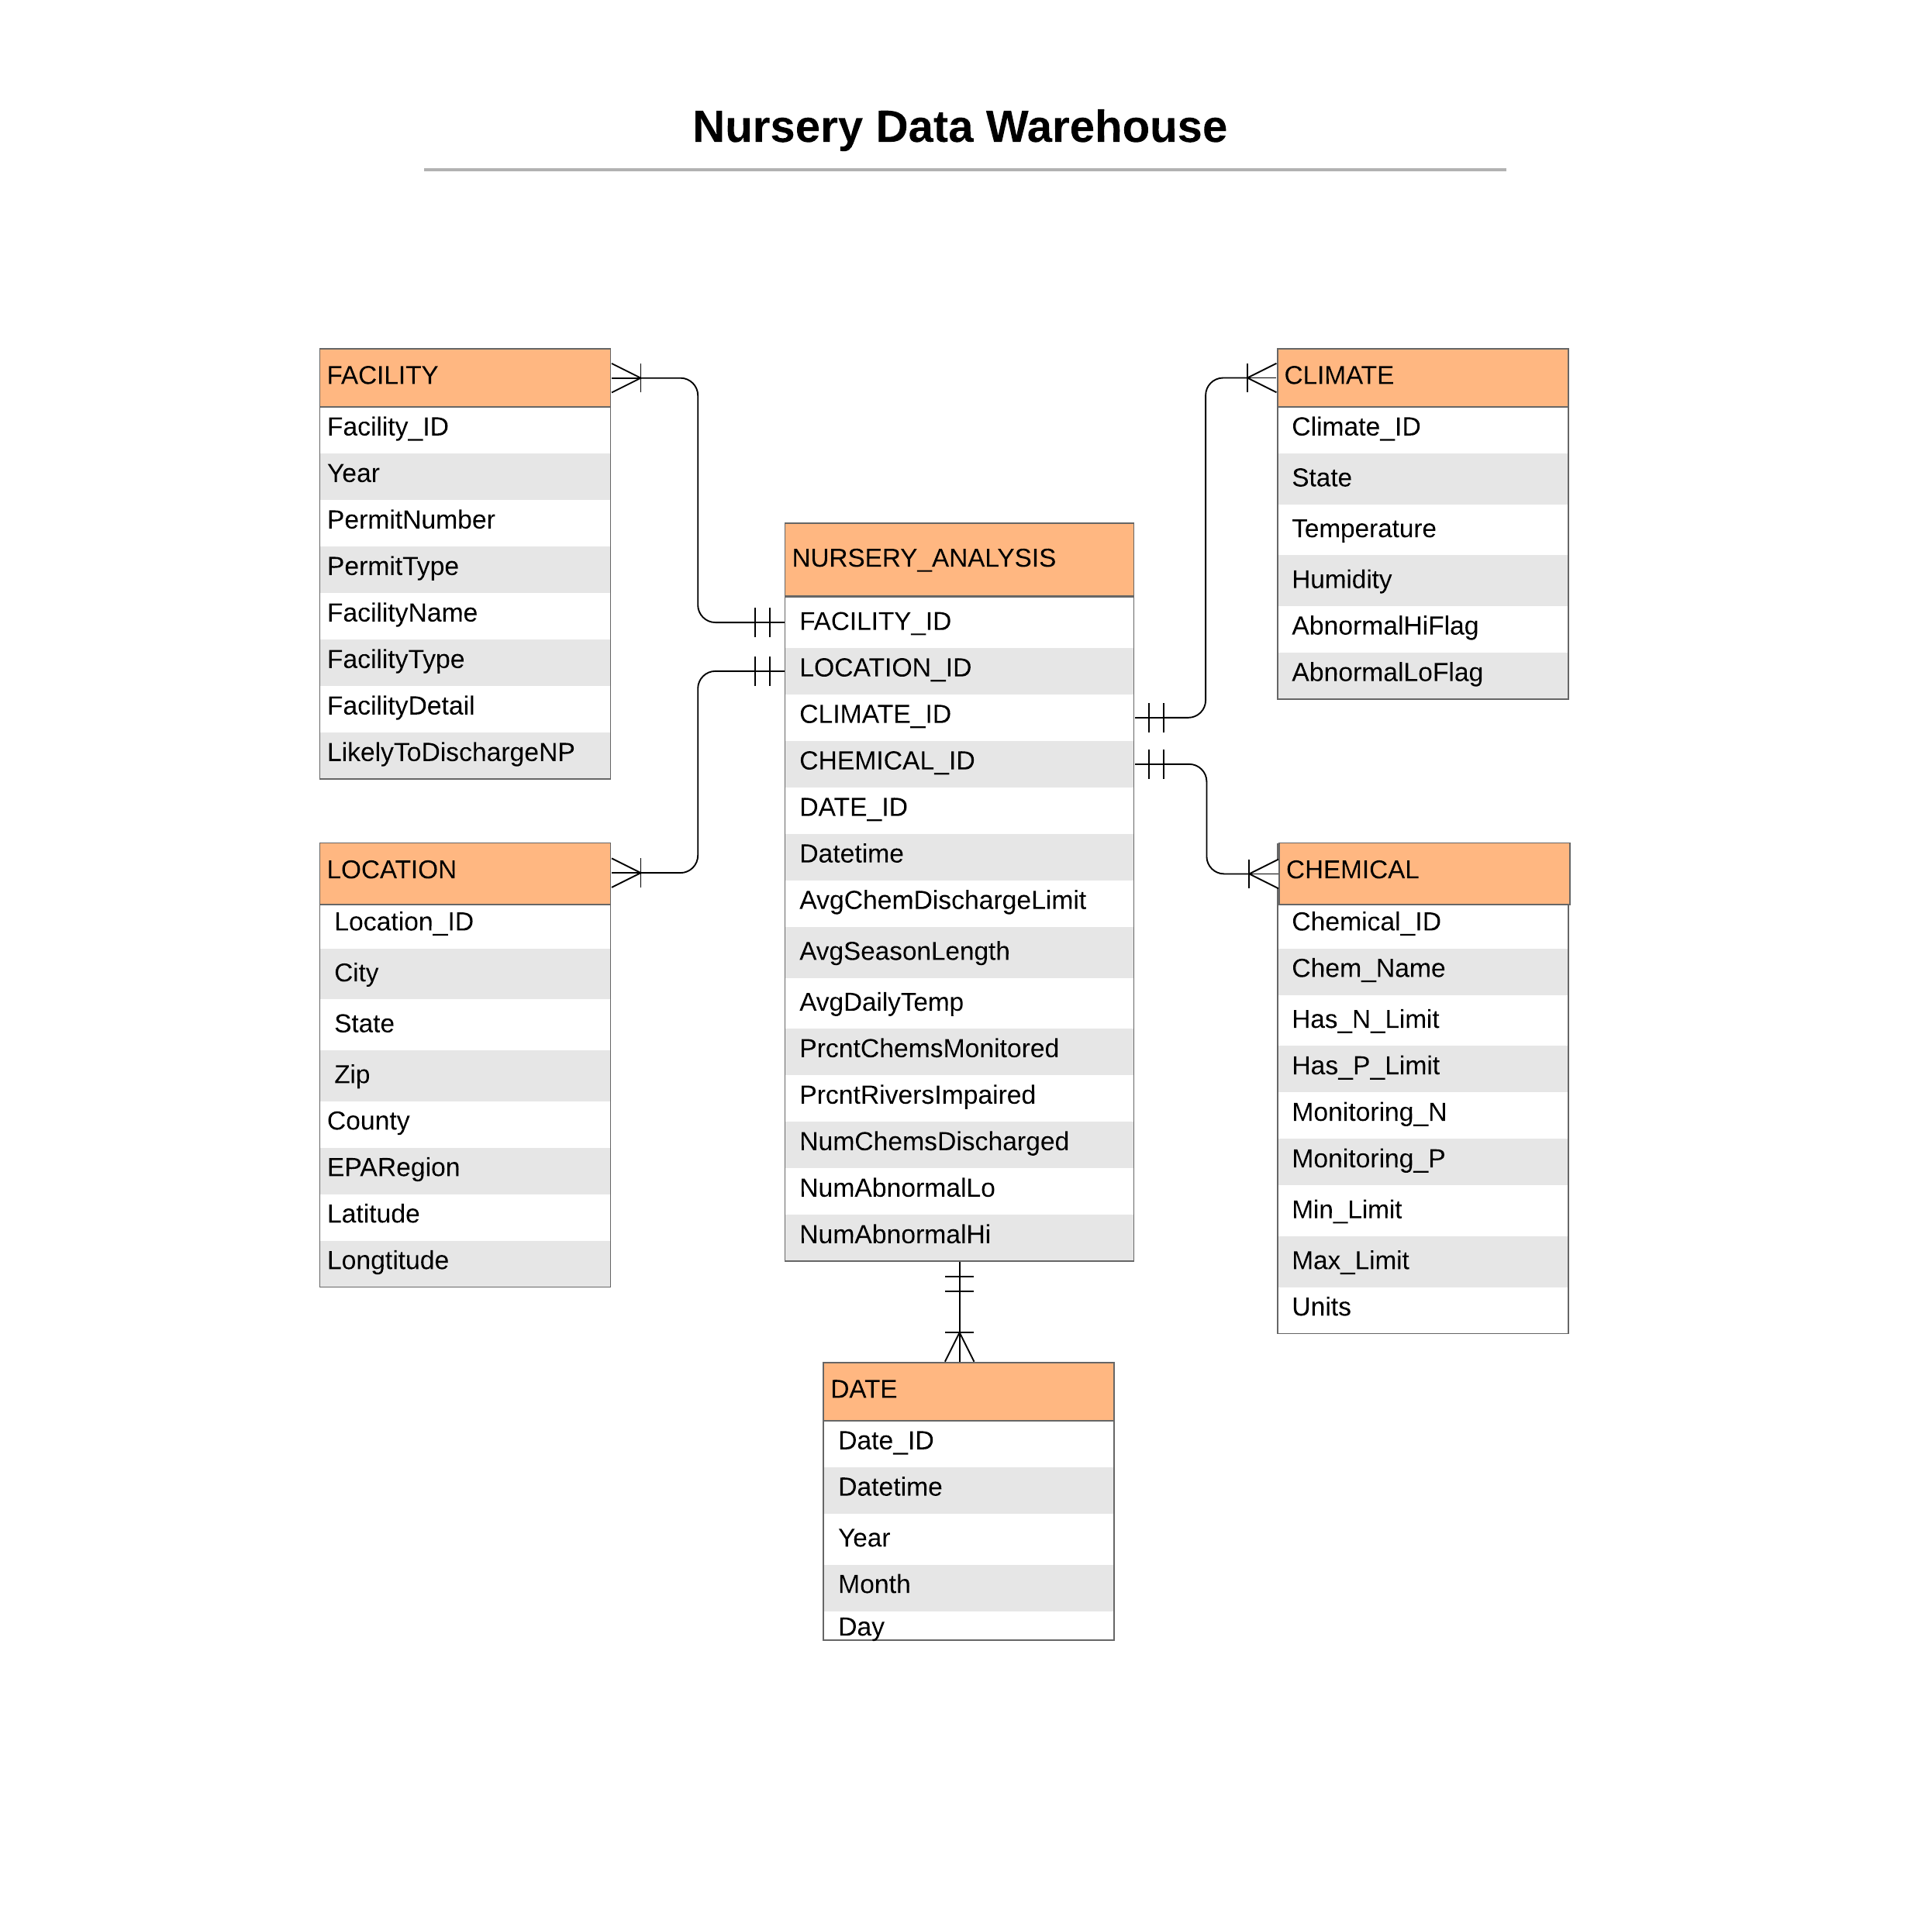 Nursery Data Warehouse
FACILITY
Facility_ID
Year
PermitNumber
PermitType
FacilityName
FacilityType
FacilityDetail
LikelyToDischargeNP
LOCATION
Location_ID
City
State
Zip
County
EPARegion
Latitude
Longtitude
NURSERY_ANALYSIS
FACILITY_ID
LOCATION_ID
CLIMATE_ID
CHEMICAL_ID
DATE_ID
Datetime
AvgChemDischargeLimit
AvgSeasonLength
AvgDailyTemp
PrcntChemsMonitored
PrcntRiversImpaired
NumChemsDischarged
NumAbnormalLo
NumAbnormalHi
DATE
Date_ID
Datetime
Year
Month
Day
CLIMATE
Climate_ID
State
Temperature
Humidity
AbnormalHiFlag
AbnormalLoFlag
CHEMICAL
Chemical_ID
Chem_Name
Has_N_Limit
Has_P_Limit
Monitoring_N
Monitoring_P
Min_Limit
Max_Limit
Units